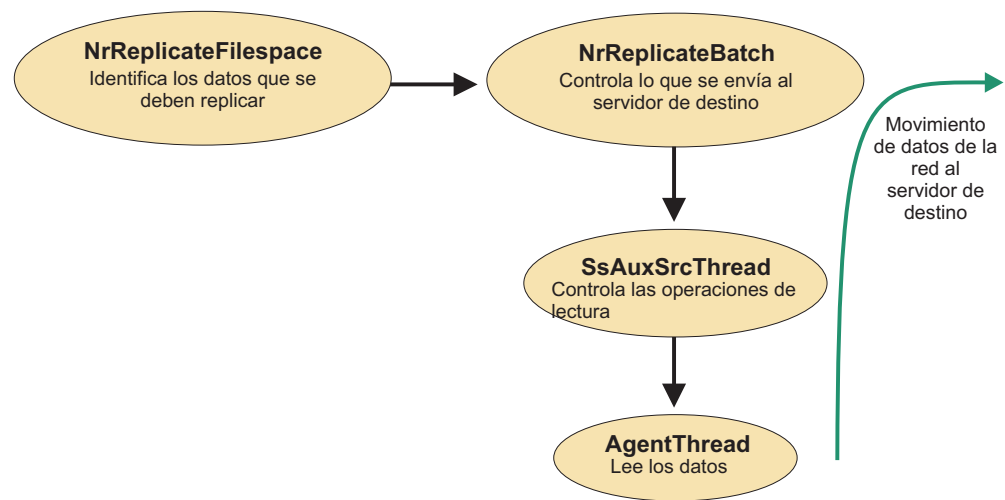 NrReplicateFilespace
Identifica los datos que se
deben replicar
NrReplicateBatch
Controla lo que se envía al
servidor de destino
Movimiento
de datos de la
red al
servidor de
destino
SsAuxSrcThread
Controla las operaciones de
lectura
AgentThread
Lee los datos